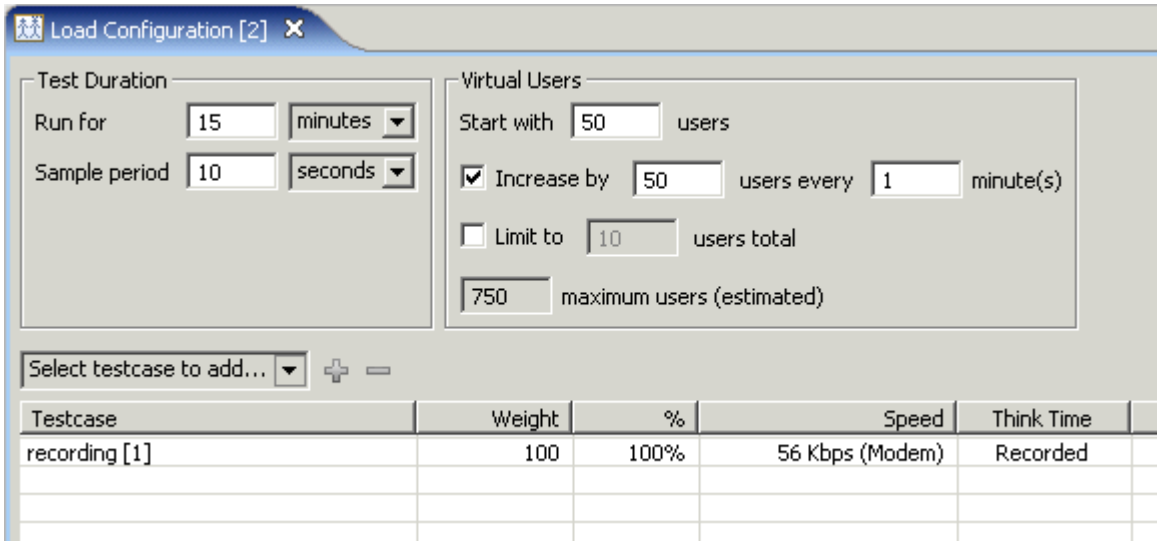 Load Configuration [2]
Test Duration
Run for 15 minutes
Sample period 10 seconds
Virtual Users
Start with 50 users
Increase by 50 users every 1 minute(s)
Limit to 10 users total
750 maximum users (estimated)
Select testcase to add...
Testcase Weight % Speed Think Time
recording [1] 100 100% 56 Kbps (Modem) Recorded